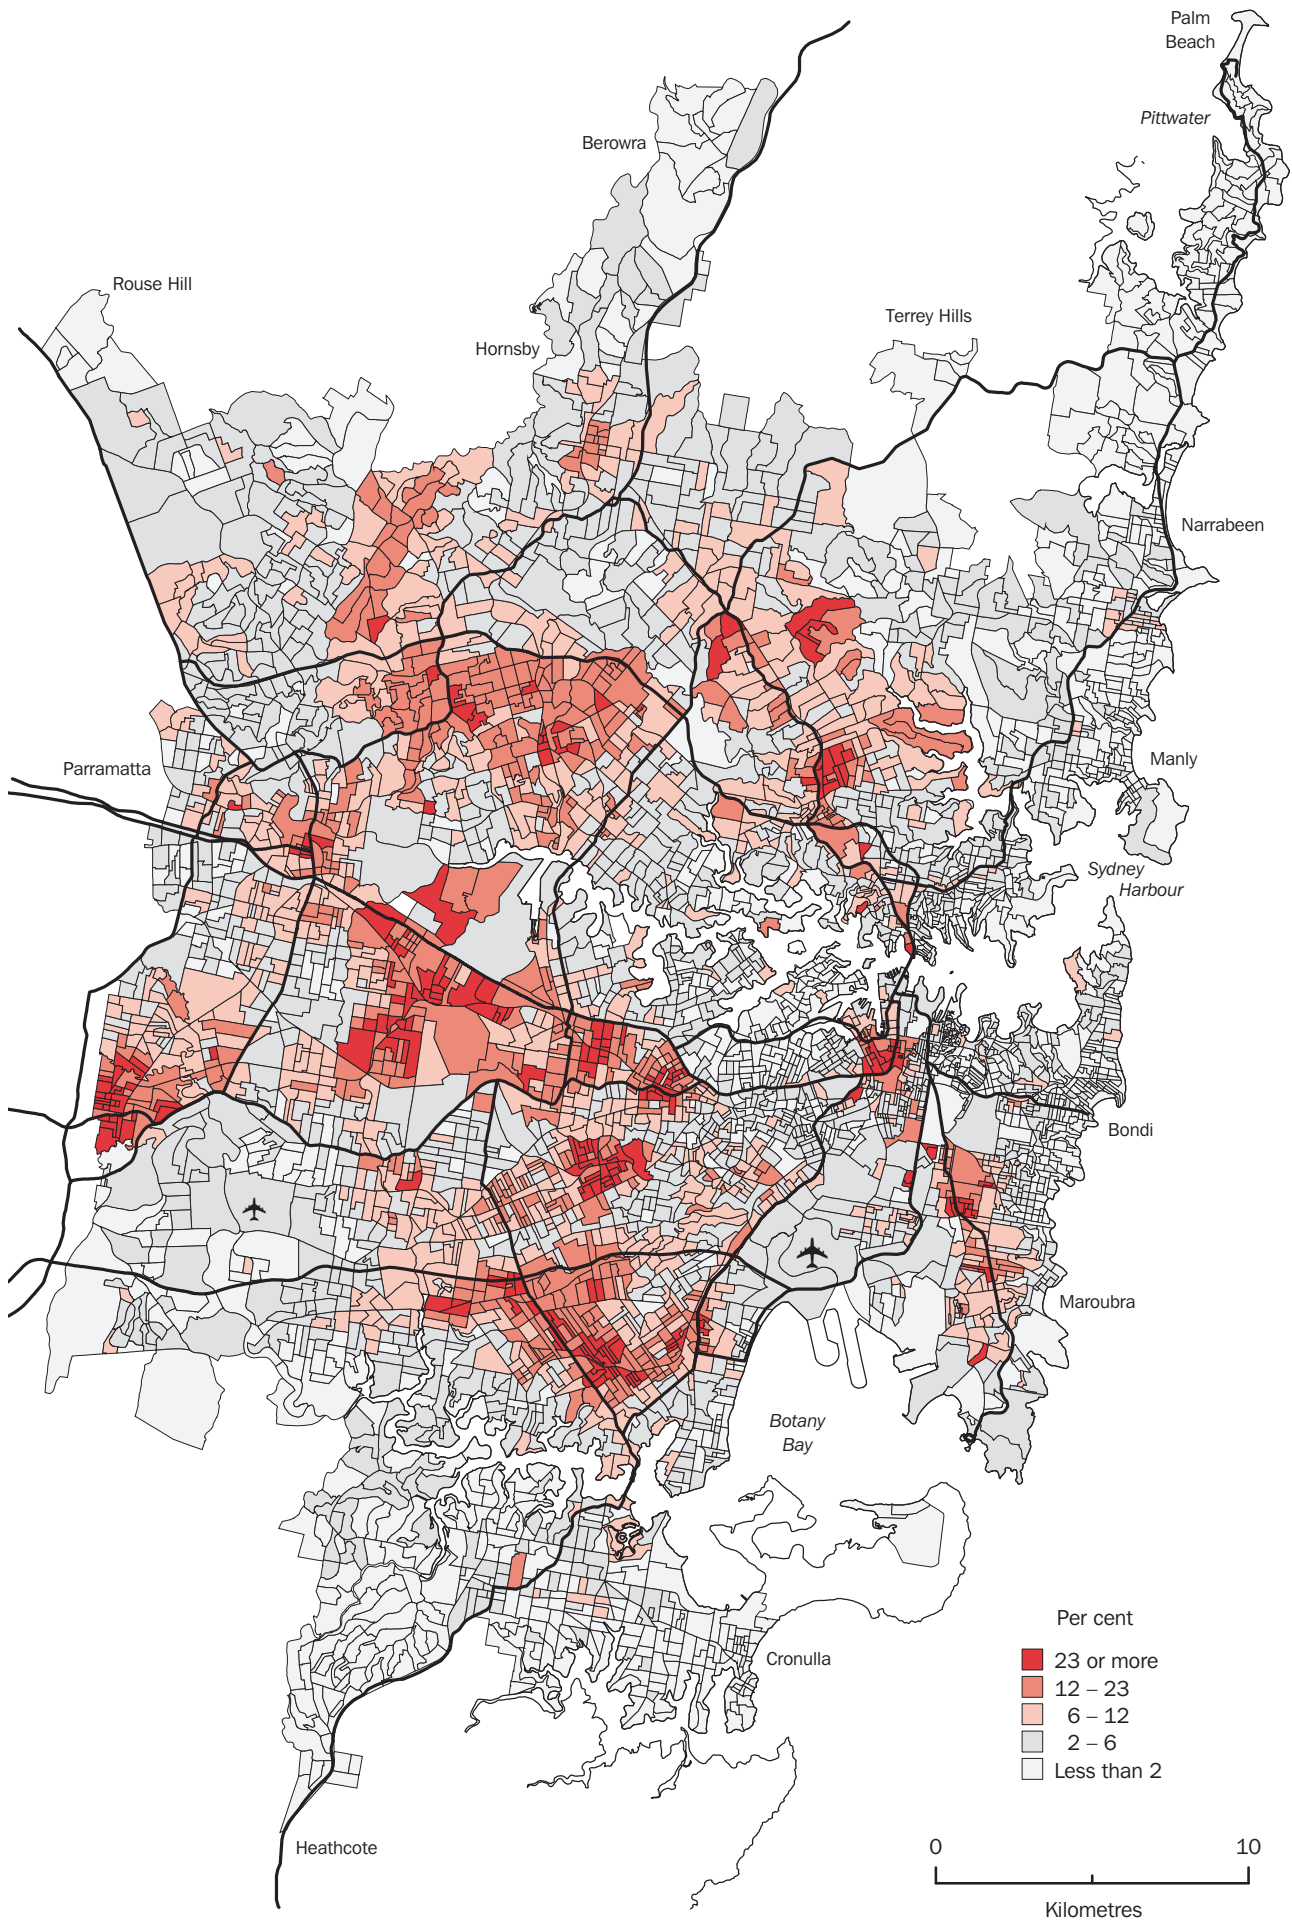 Palm
Beach
Pittwater
Berowra
Rouse Hill
Terrey Hills
Hornsby
Narrabeen
Manly
Parramatta
Sydney
Harbour
Bondi
Maroubra
Botany
Bay
Cronulla
Heathcote
Per cent
23 or more
12 – 23
6 – 12
2 – 6
Less than 2
0 10
Kilometres